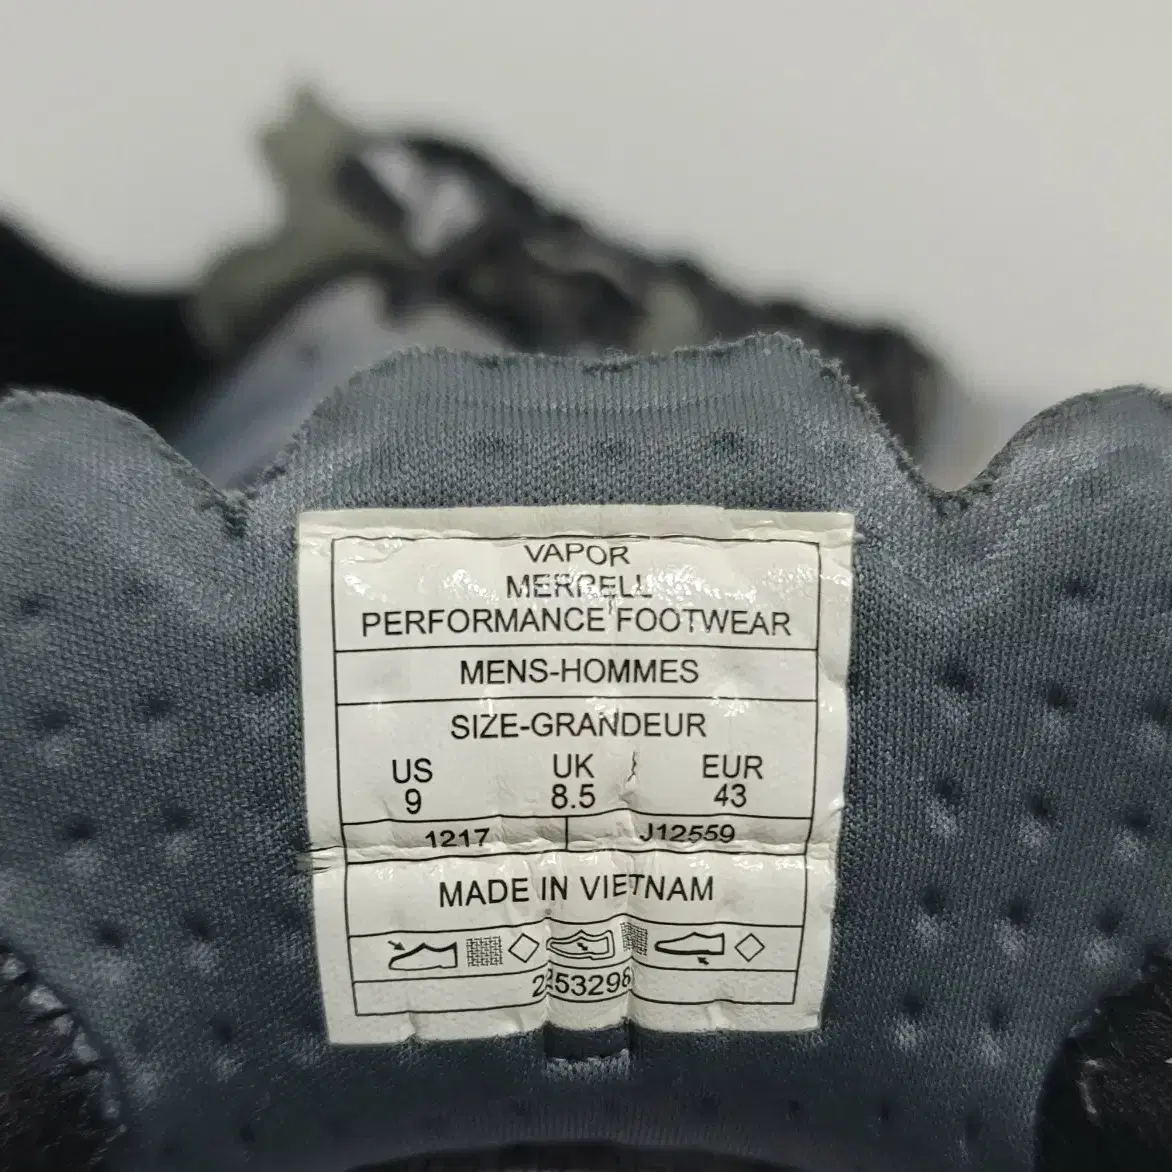 VAPOR
MERRELL
PERFORMANCE FOOTWEAR
MENS-HOMMES
SIZE-GRANDEUR
US UK EUR
9 8.5 43
1217 J12559
MADE IN VIETNAM